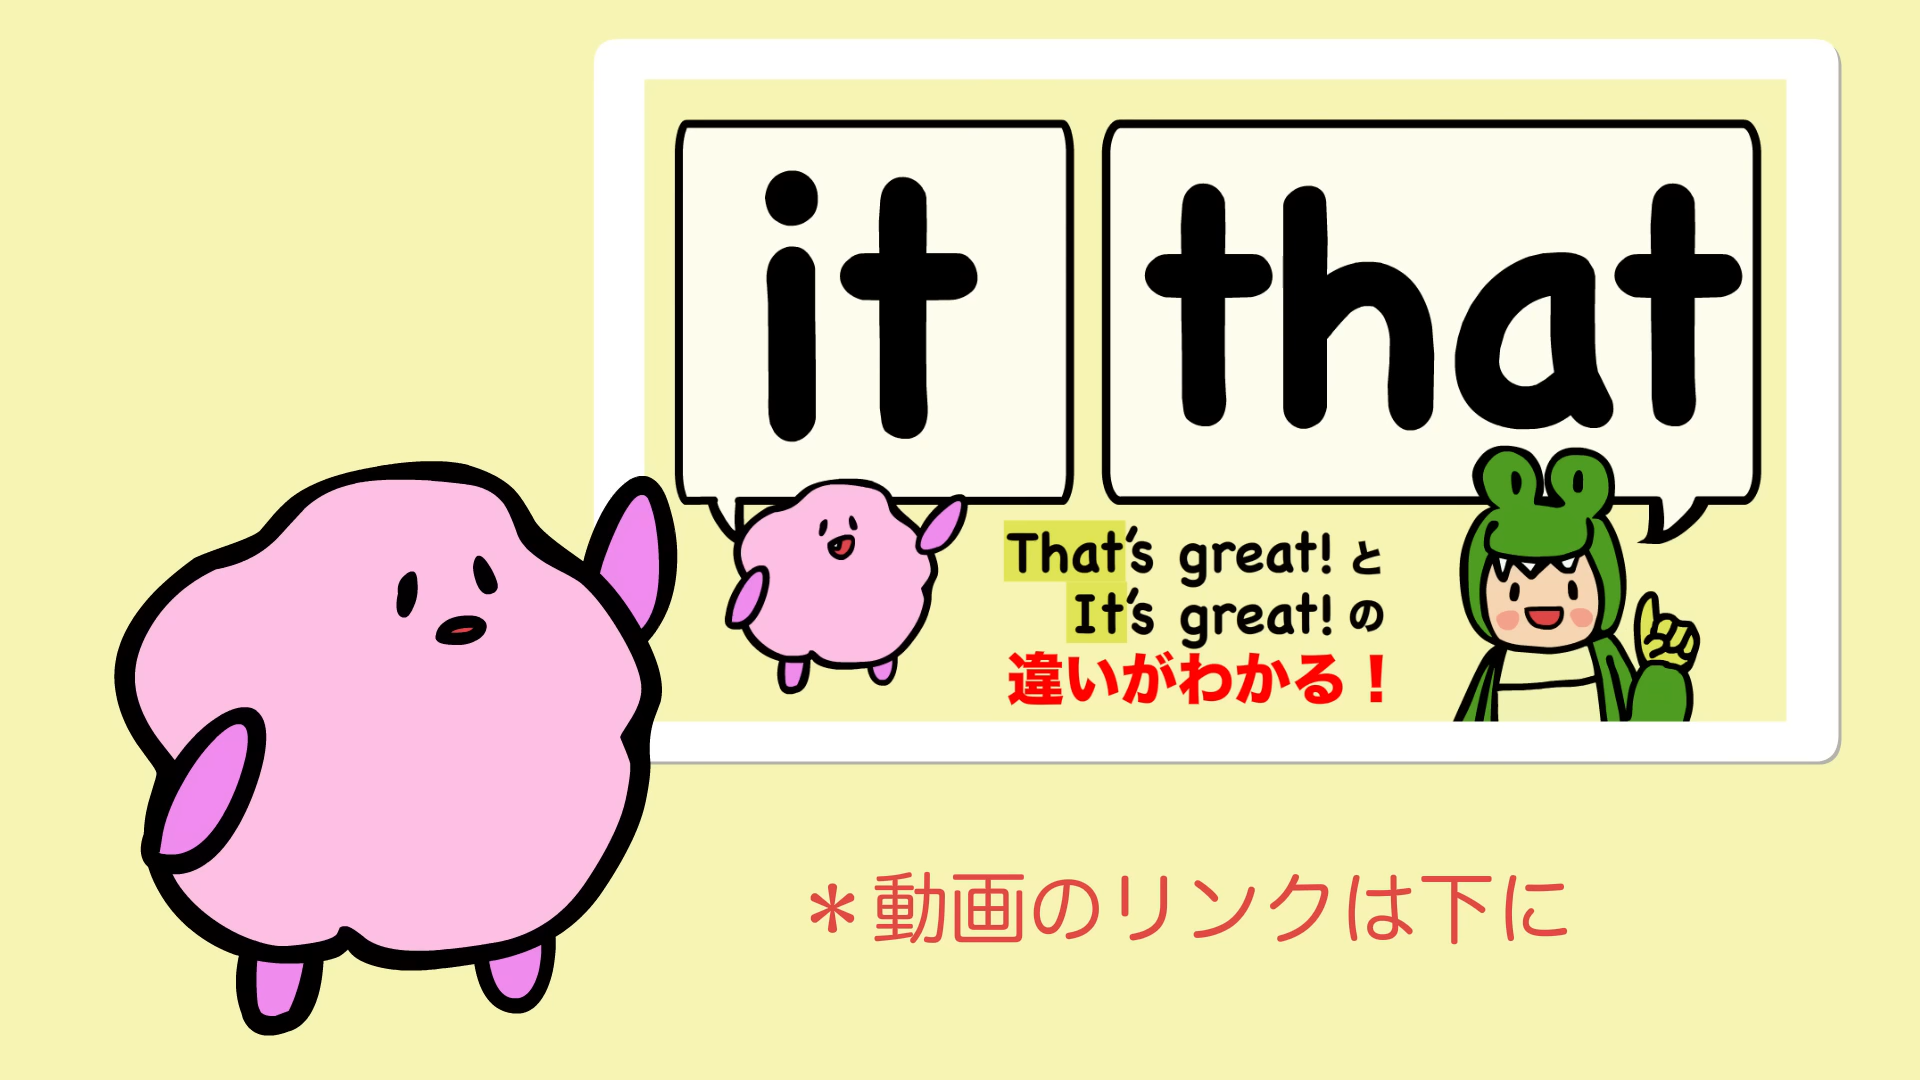 it
that
That's great! と
It's great! の
違いがわかる！
＊動画のリンクは下に